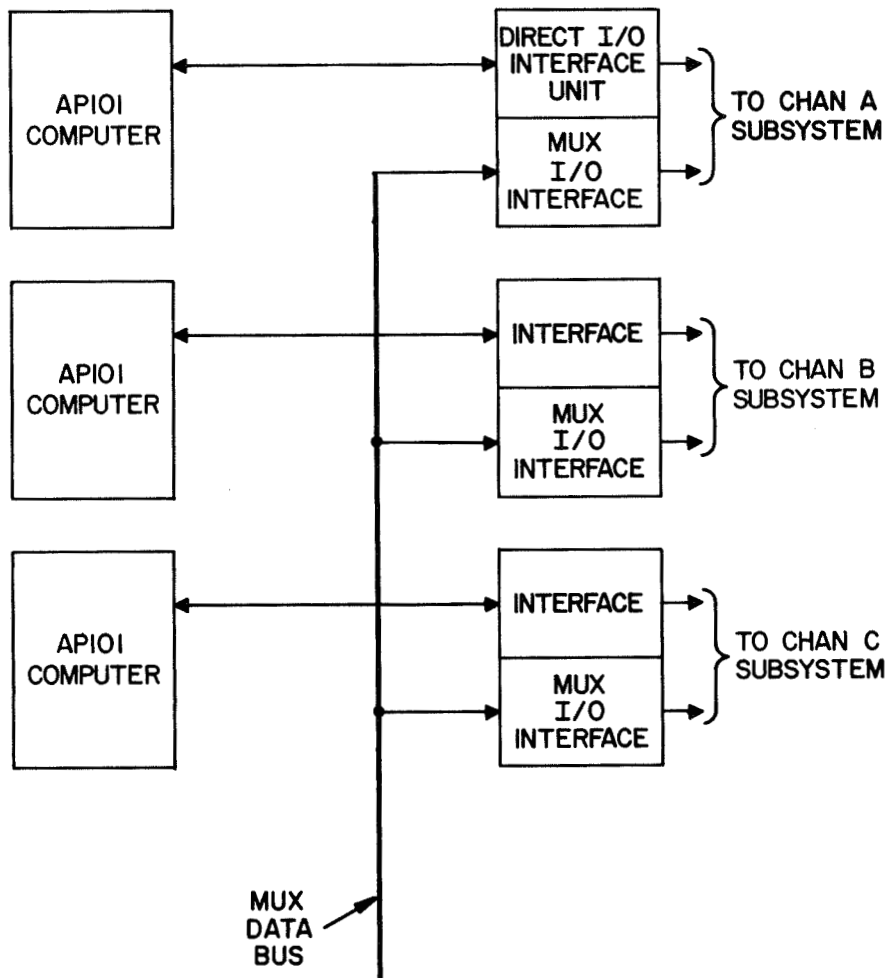 AP101
COMPUTER
DIRECT I/O
INTERFACE
UNIT
MUX
I/O
INTERFACE
TO CHAN A
SUBSYSTEM
AP101
COMPUTER
INTERFACE
MUX
I/O
INTERFACE
TO CHAN B
SUBSYSTEM
AP101
COMPUTER
INTERFACE
MUX
I/O
INTERFACE
TO CHAN C
SUBSYSTEM
MUX
DATA
BUS